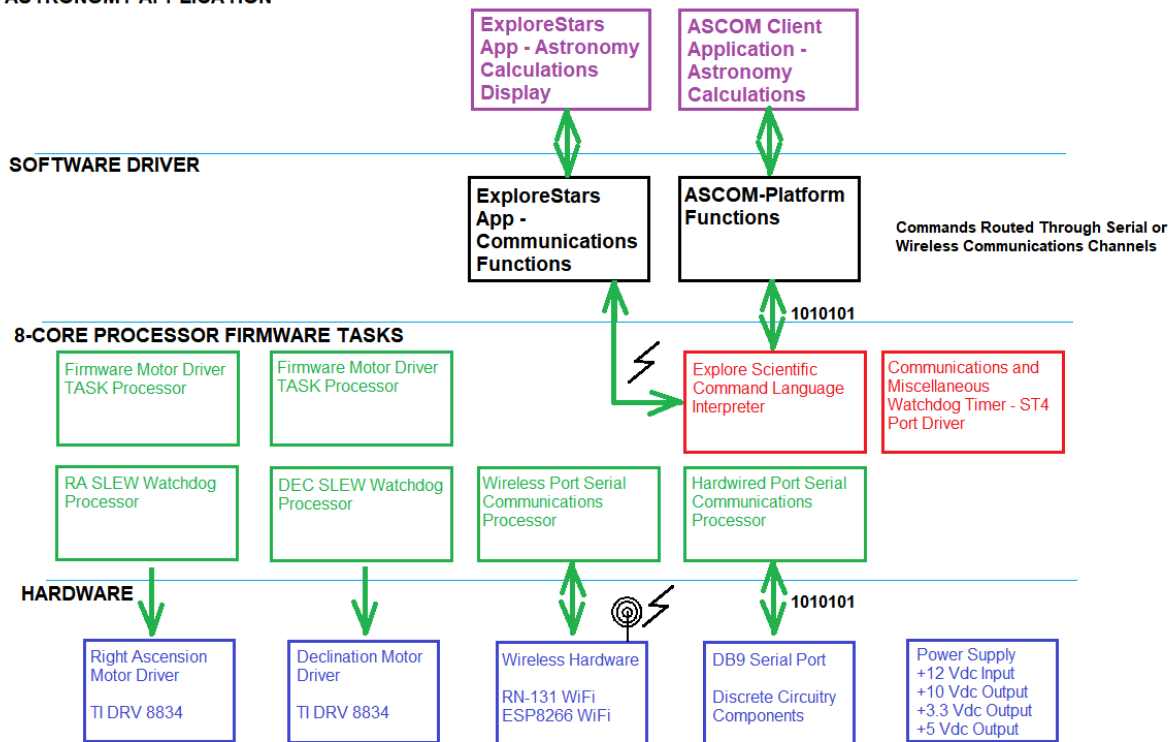 ASTRONOMY APPLICATION
ExploreStars
App - Astronomy
Calculations
Display
ASCOM Client
Application -
Astronomy
Calculations
SOFTWARE DRIVER
ExploreStars
App -
Communications
Functions
ASCOM-Platform
Functions
Commands Routed Through Serial or
Wireless Communications Channels
1010101
8-CORE PROCESSOR FIRMWARE TASKS
Firmware Motor Driver
TASK Processor
Firmware Motor Driver
TASK Processor
Explore Scientific
Command Language
Interpreter
Communications and
Miscellaneous
Watchdog Timer - ST4
Port Driver
RA SLEW Watchdog
Processor
DEC SLEW Watchdog
Processor
Wireless Port Serial
Communications
Processor
Hardwired Port Serial
Communications
Processor
HARDWARE
1010101
Right Ascension
Motor Driver
TI DRV 8834
Declination Motor
Driver
TI DRV 8834
Wireless Hardware
RN-131 WiFi
ESP8266 WiFi
DB9 Serial Port
Discrete Circuitry
Components
Power Supply
+12 Vdc Input
+10 Vdc Output
+3.3 Vdc Output
+5 Vdc Output